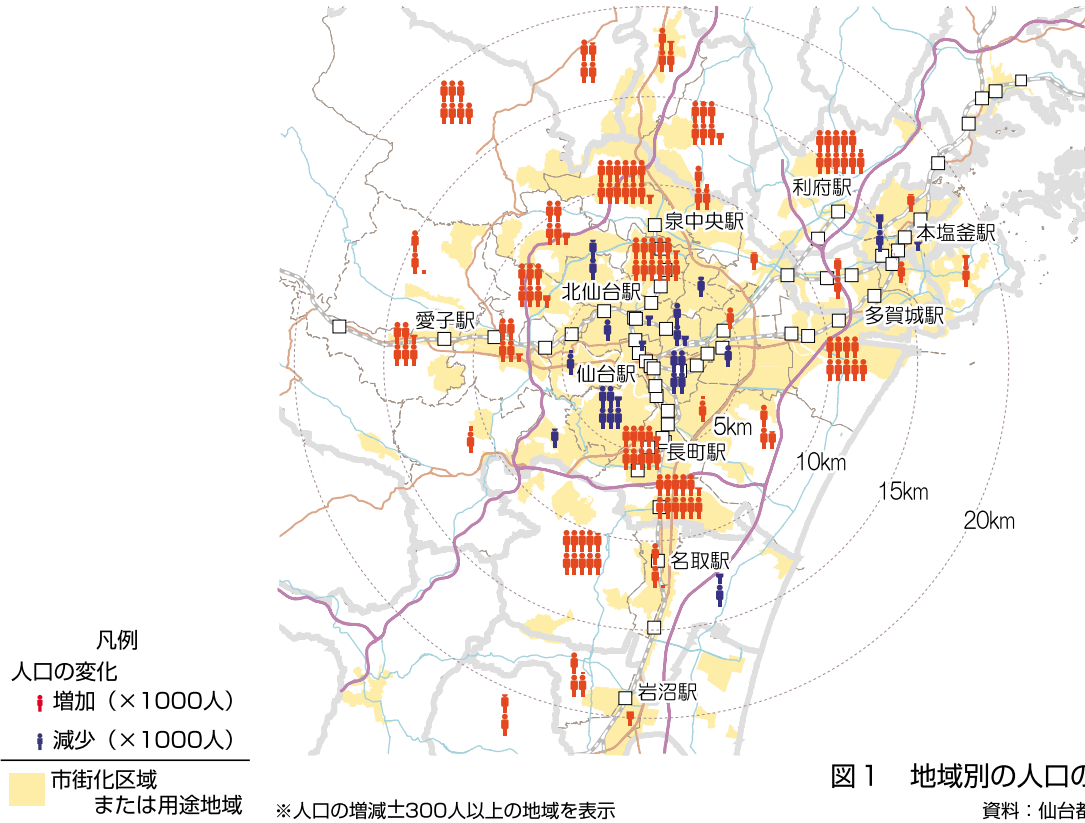 利府駅
泉中央駅
本塩釜駅
北仙台駅
愛子駅
多賀城駅
仙台駅
5km
長町駅
10km
15km
20km
名取駅
岩沼駅
凡例
人口の変化
増加（×1000人）
減少（×1000人）
市街化区域
または用途地域
※人口の増減±300人以上の地域を表示
図1　地域別の人口の
資料：仙台都